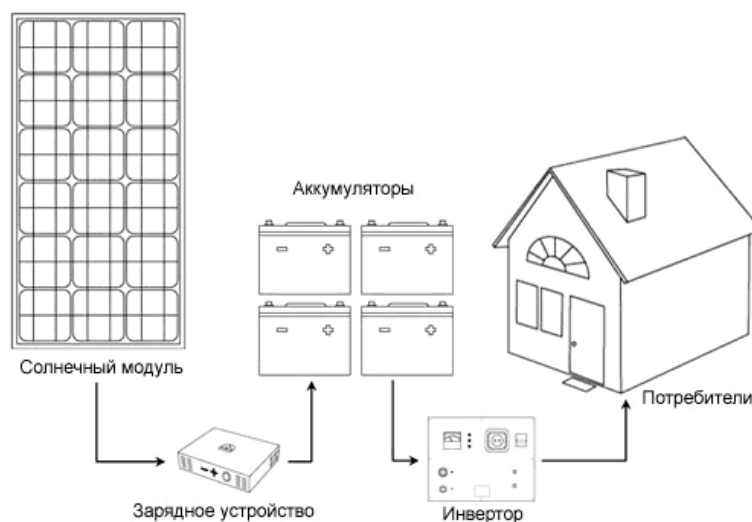 Аккумуляторы
Солнечный модуль
Потребители
Зарядное устройство
Инвертор